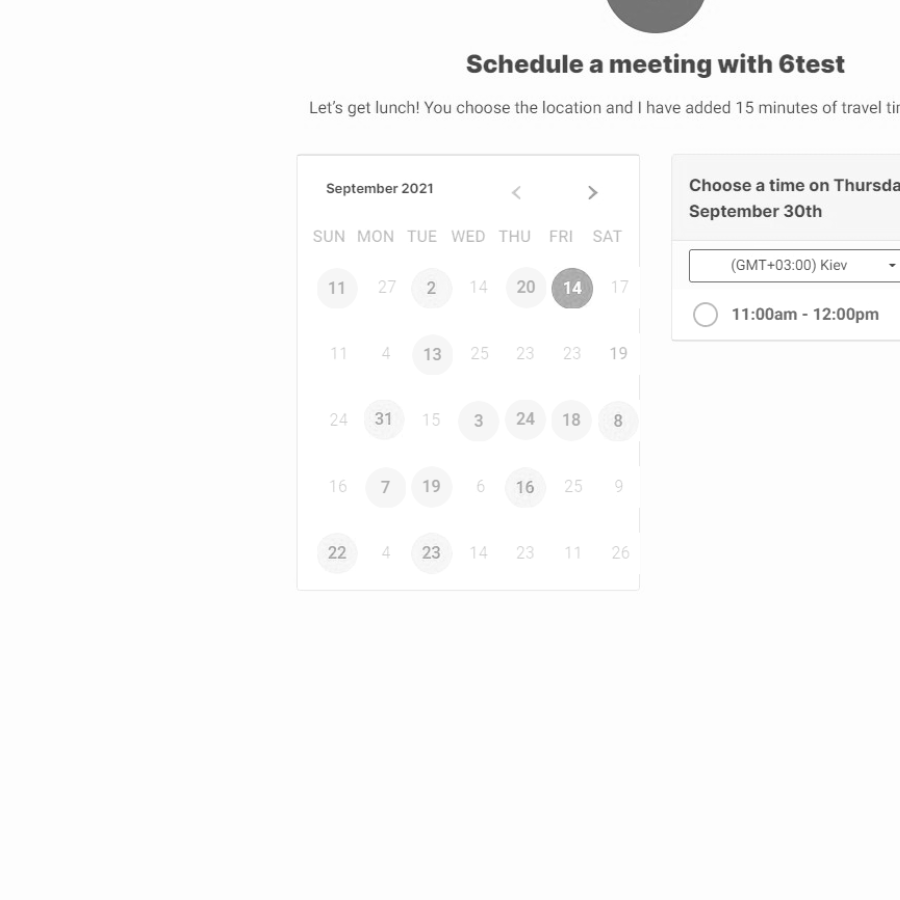 Schedule a meeting with 6test
Let's get lunch! You choose the location and I have added 15 minutes of travel
September 2021
SUN MON TUE WED THU FRI SAT
11 27 2 14 20 14 17
11 4 13 25 23 23 19
24 31 15 3 24 18 8
16 7 19 6 16 25 9
22 4 23 14 23 11 26
Choose a time on
September 30th
(GMT+03:00) Kiev
11:00am - 12:00pm